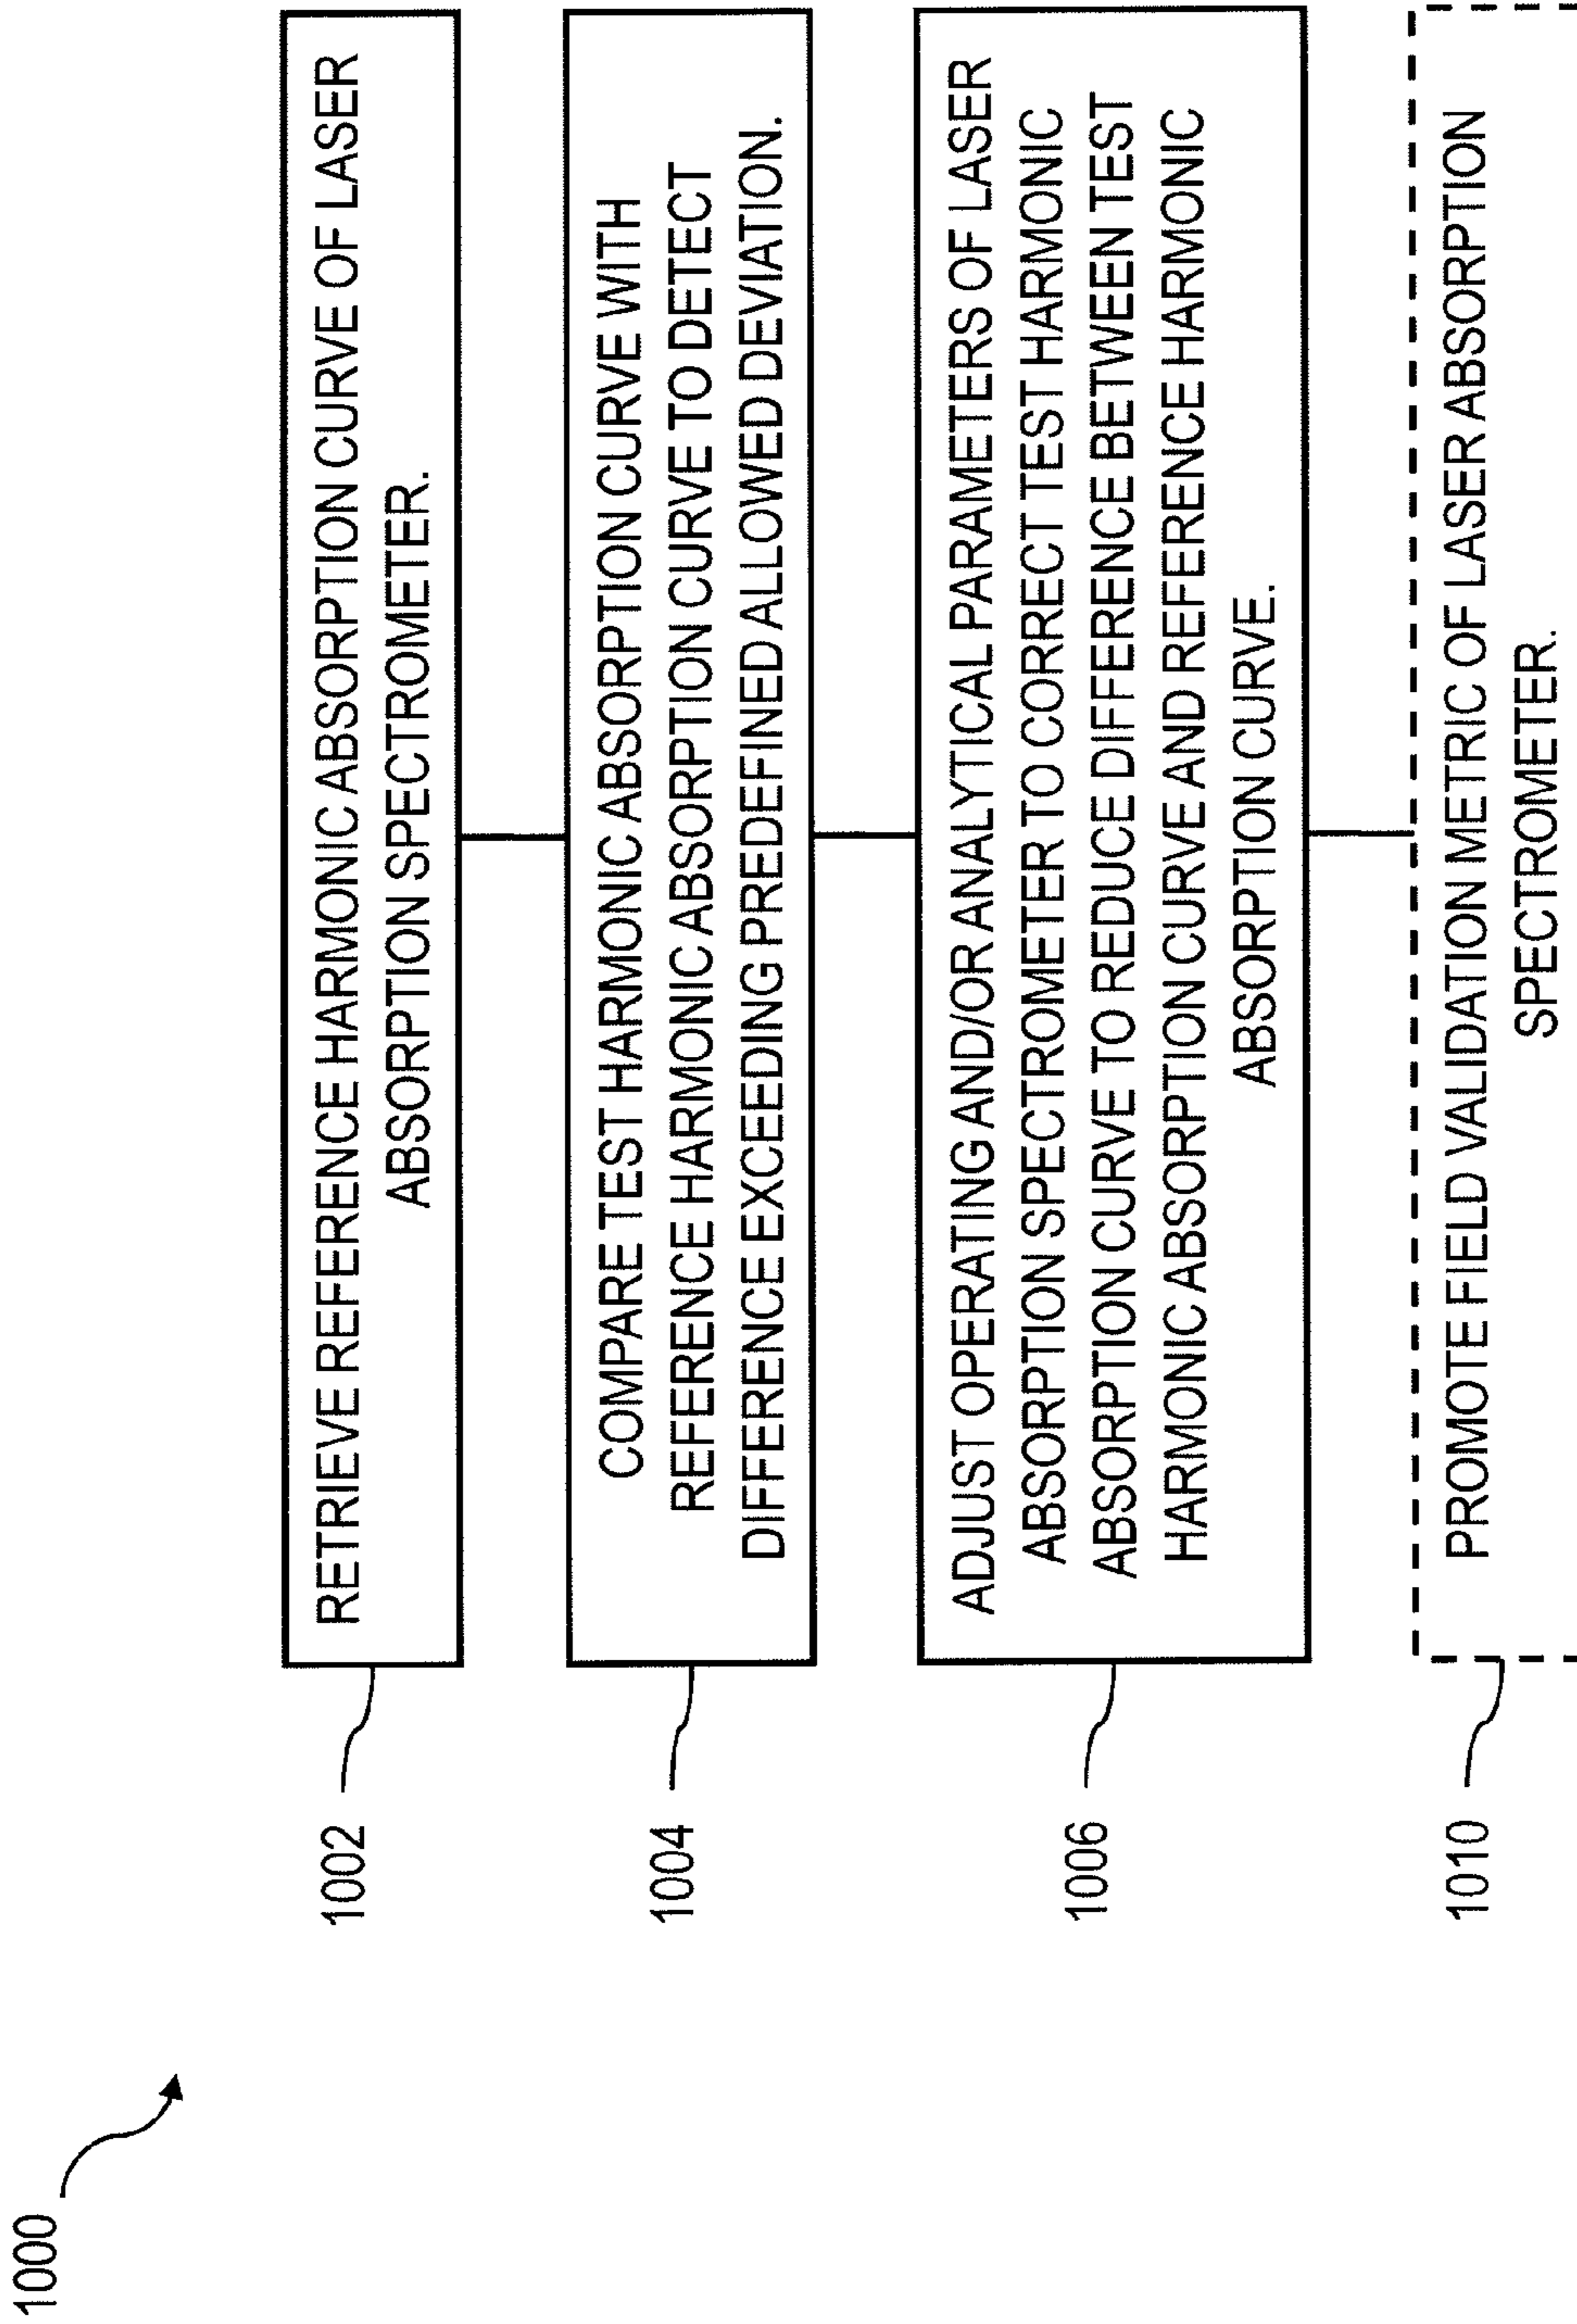 1000
1002
RETRIEVE REFERENCE HARMONIC ABSORPTION CURVE OF LASER
ABSORPTION SPECTROMETER.
1004
COMPARE TEST HARMONIC ABSORPTION CURVE WITH
REFERENCE HARMONIC ABSORPTION CURVE TO DETECT
DIFFERENCE EXCEEDING PREDEFINED ALLOWED DEVIATION.
1006
ADJUST OPERATING AND/OR ANALYTICAL PARAMETERS OF LASER
ABSORPTION SPECTROMETER TO CORRECT TEST HARMONIC
ABSORPTION CURVE TO REDUCE DIFFERENCE BETWEEN TEST
HARMONIC ABSORPTION CURVE AND REFERENCE HARMONIC
ABSORPTION CURVE.
1010
PROMOTE FIELD VALIDATION METRIC OF LASER ABSORPTION
SPECTROMETER.